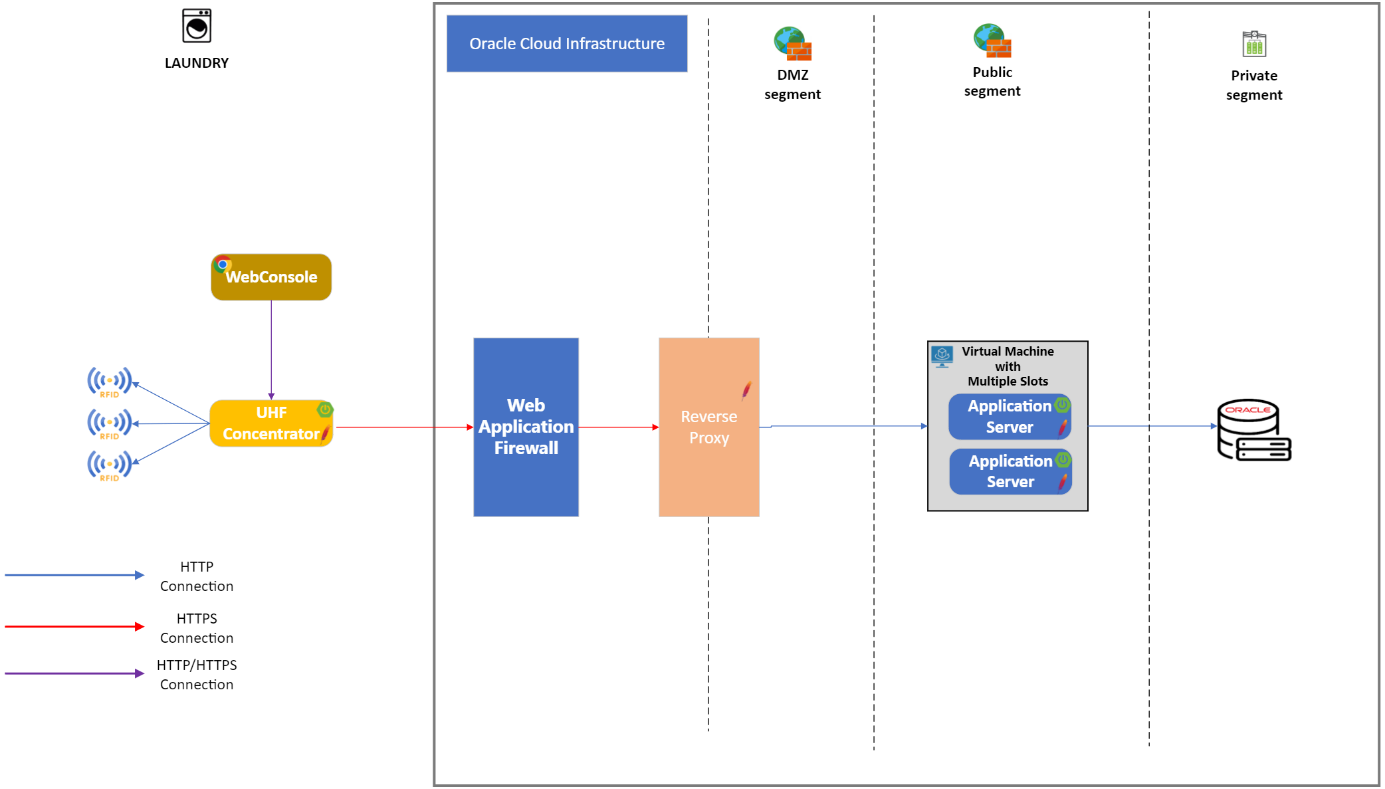 LAUNDRY
Oracle Cloud Infrastructure
DMZ
segment
Public
segment
Private
segment
WebConsole
RFID
RFID
RFID
UHF
Concentrator
Web
Application
Firewall
Reverse
Proxy
Virtual Machine
with
Multiple Slots
Application
Server
Application
Server
ORACLE
HTTP
Connection
HTTPS
Connection
HTTP/HTTPS
Connection